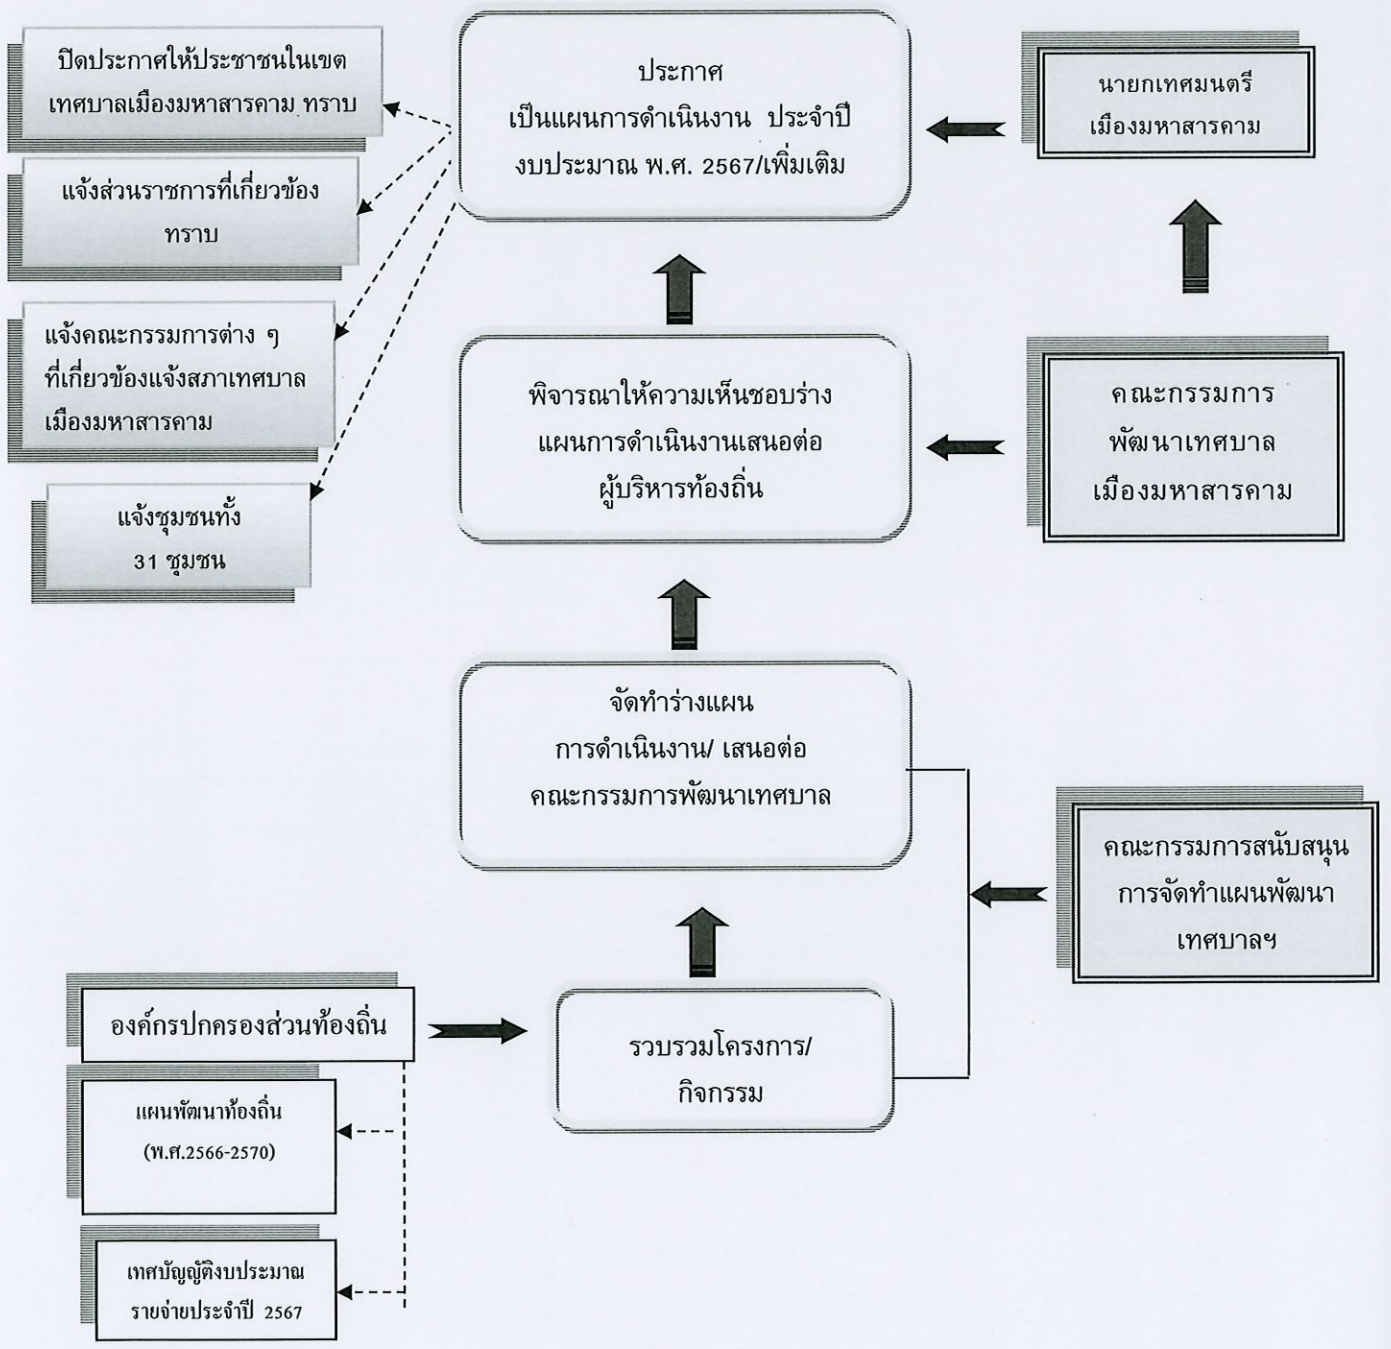 ปิดประกาศให้ประชาชนในเขต
เทศบาลเมืองมหาสารคาม ทราบ
ประกาศ
เป็นแผนการดำเนินงาน ประจำปี
งบประมาณ พ.ศ. 2567/เพิ่มเติม
นายกเทศมนตรี
เมืองมหาสารคาม
แจ้งส่วนราชการที่เกี่ยวข้อง
ทราบ
แจ้งคณะกรรมการต่าง ๆ
ที่เกี่ยวข้องแจ้งสภาเทศบาล
เมืองมหาสารคาม
พิจารณาให้ความเห็นชอบร่าง
แผนการดำเนินงานเสนอต่อ
ผู้บริหารท้องถิ่น
คณะกรรมการ
พัฒนาเทศบาล
เมืองมหาสารคาม
แจ้งชุมชนทั้ง
31 ชุมชน
จัดทำร่างแผน
การดำเนินงาน/ เสนอต่อ
คณะกรรมการพัฒนาเทศบาล
คณะกรรมการสนับสนุน
การจัดทำแผนพัฒนา
เทศบาลฯ
องค์กรปกครองส่วนท้องถิ่น
รวบรวมโครงการ/
กิจกรรม
แผนพัฒนาท้องถิ่น
(พ.ศ.2566-2570)
เทศบัญญัติงบประมาณ
รายจ่ายประจำปี 2567